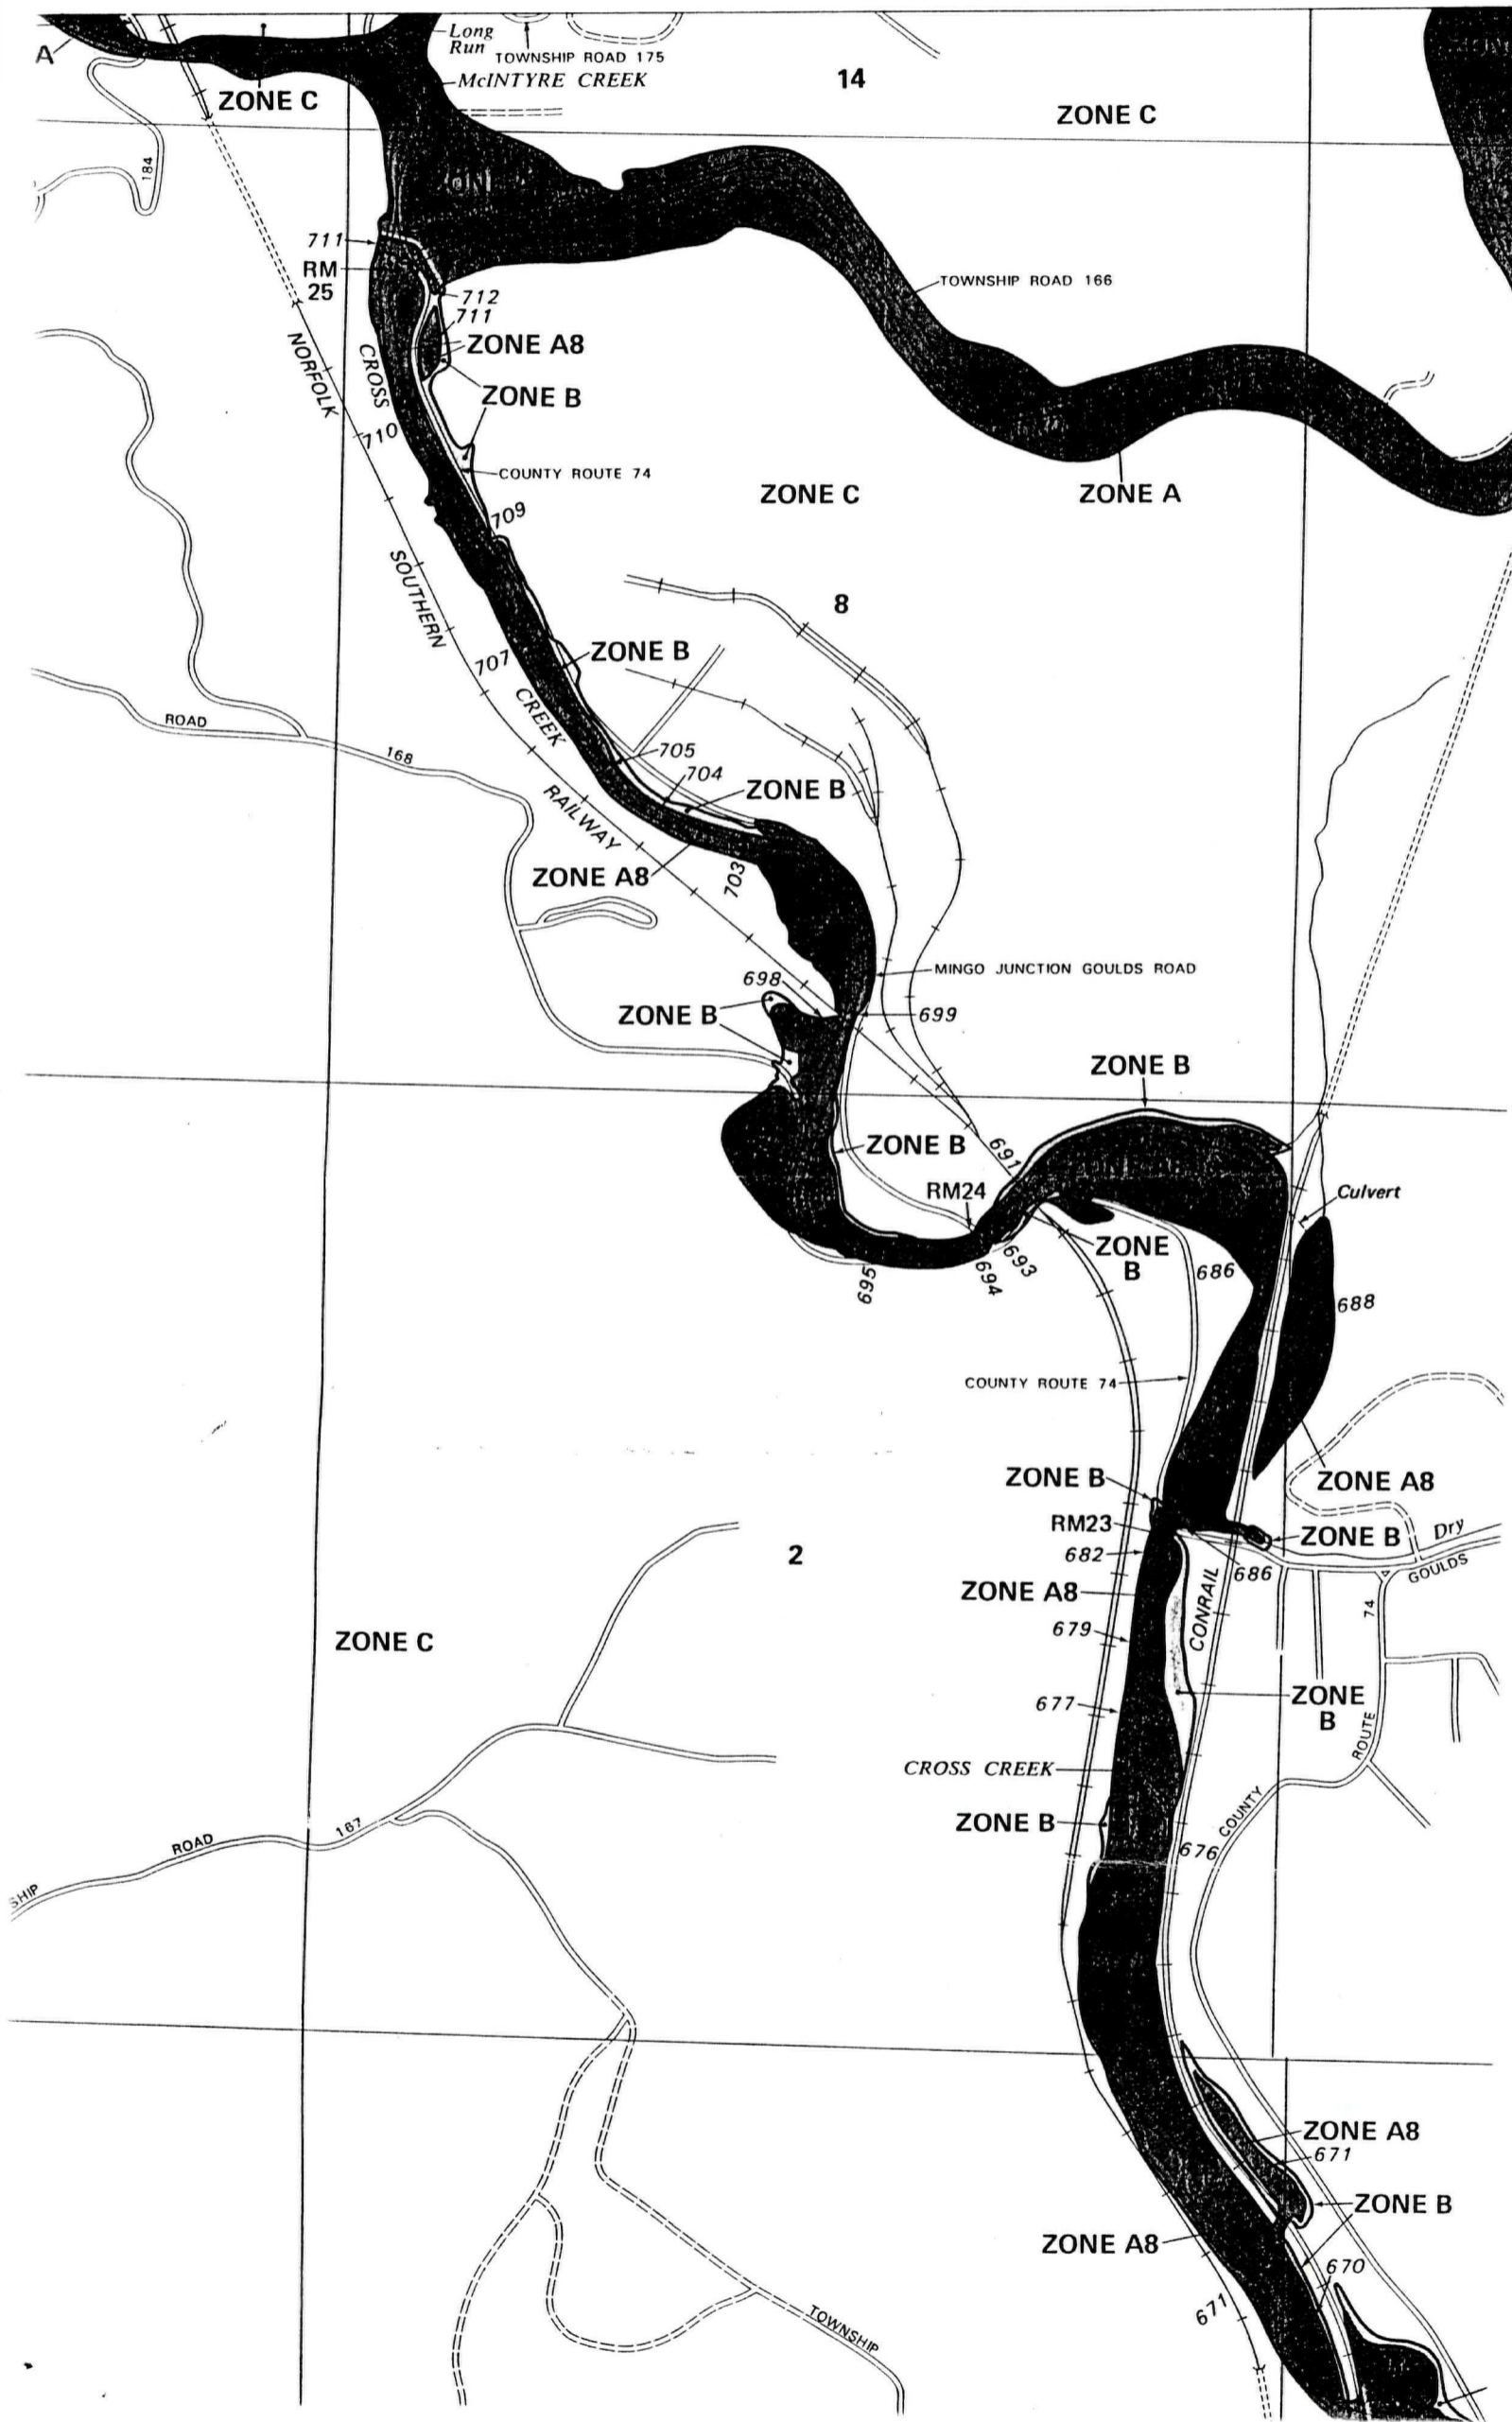 Long
Run
TOWNSHIP ROAD 175
A
McINTYRE CREEK
14
ZONE C
ZONE C
184
711
RM
25
712
711
TOWNSHIP ROAD 166
ZONE A8
NORFOLK
CROSS
ZONE B
710
COUNTY ROUTE 74
ZONE C
ZONE A
709
SOUTHERN
8
707
ZONE B
CREEK
ROAD
168
705
704
ZONE B
RAILWAY
ZONE A8
703
MINGO JUNCTION GOULDS ROAD
698
ZONE B
699
ZONE B
ZONE B
691
RM24
Culvert
ZONE
B
693
694
695
686
688
COUNTY ROUTE 74
ZONE B
ZONE A8
RM23
ZONE B
Dry
682
686
GOULDS
2
ZONE A8
CONRAIL
74
679
ZONE C
677
ZONE
B
ROUTE
CROSS CREEK
COUNTY
ZONE B
676
ROAD
167
SHIP
ZONE A8
671
ZONE B
ZONE A8
670
671
TOWNSHIP